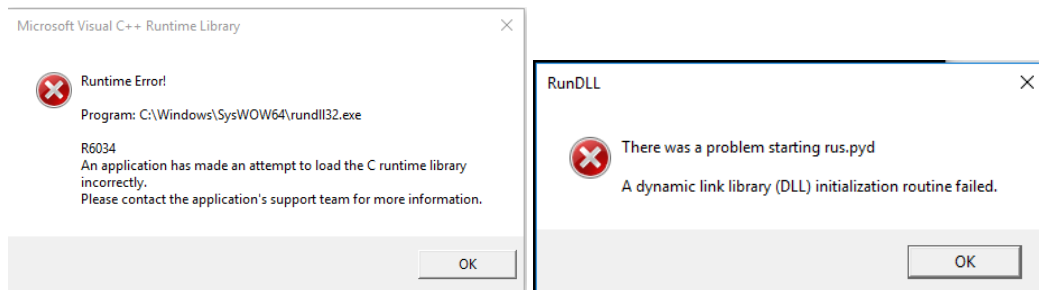 Microsoft Visual C++ Runtime Library
Runtime Error!
Program: C:\Windows\SysWOW64\rundll32.exe
R6034
An application has made an attempt to load the C runtime library
incorrectly.
Please contact the application's support team for more information.
OK
RunDLL
There was a problem starting rus.pyd
A dynamic link library (DLL) initialization routine failed.
OK